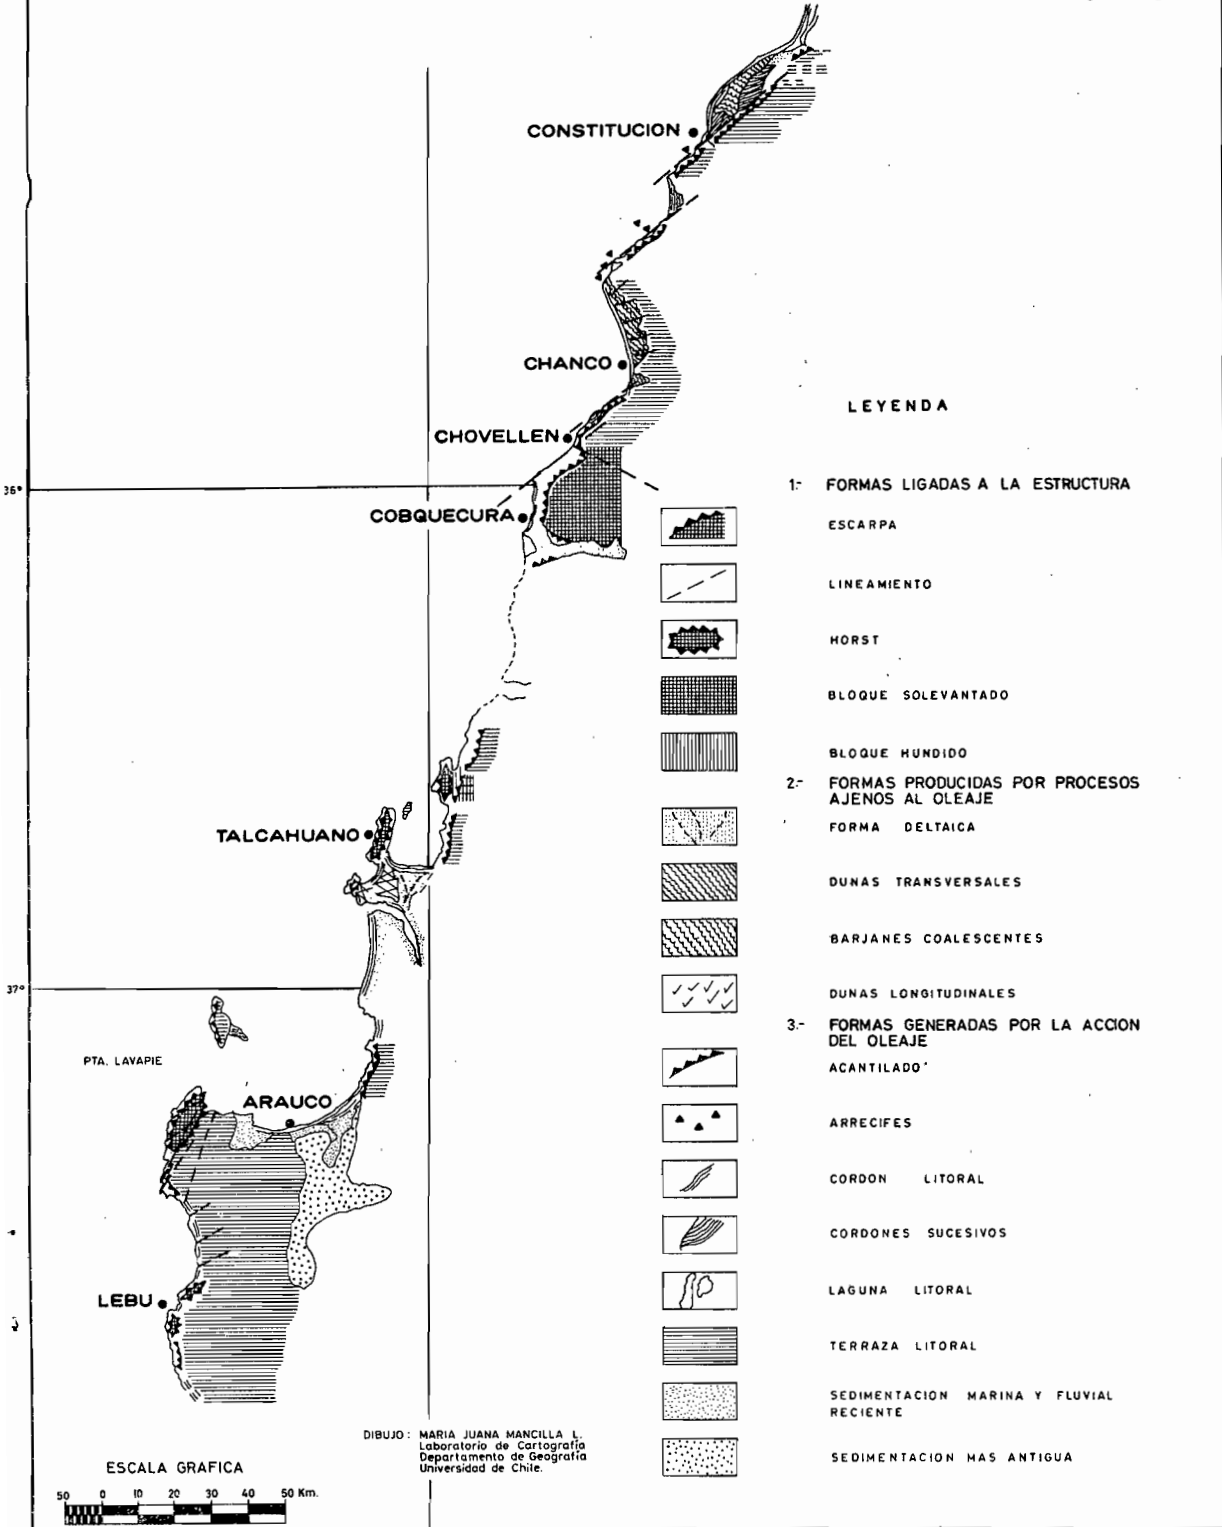 CONSTITUCION
CHANCO
CHOVELLEN
36°
COBQUECURA
TALCAHUANO
37°
PTA. LAVAPIE
ARAUCO
LEBU
LEYENDA
1.- FORMAS LIGADAS A LA ESTRUCTURA
ESCARPA
LINEAMIENTO
HORST
BLOQUE SOLEVANTADO
BLOQUE HUNDIDO
2.- FORMAS PRODUCIDAS POR PROCESOS
AJENOS AL OLEAJE
FORMA DELTAICA
DUNAS TRANSVERSALES
BARJANES COALESCENTES
DUNAS LONGITUDINALES
3.- FORMAS GENERADAS POR LA ACCION
DEL OLEAJE
ACANTILADO
ARRECIFES
CORDON LITORAL
CORDONES SUCESIVOS
LAGUNA LITORAL
TERRAZA LITORAL
SEDIMENTACION MARINA Y FLUVIAL
RECIENTE
SEDIMENTACION MAS ANTIGUA
DIBUJO: MARIA JUANA MANCILLA L.
Laboratorio de Cartografía
Departamento de Geografía
Universidad de Chile.
ESCALA GRAFICA
50 0 10 20 30 40 50 Km.